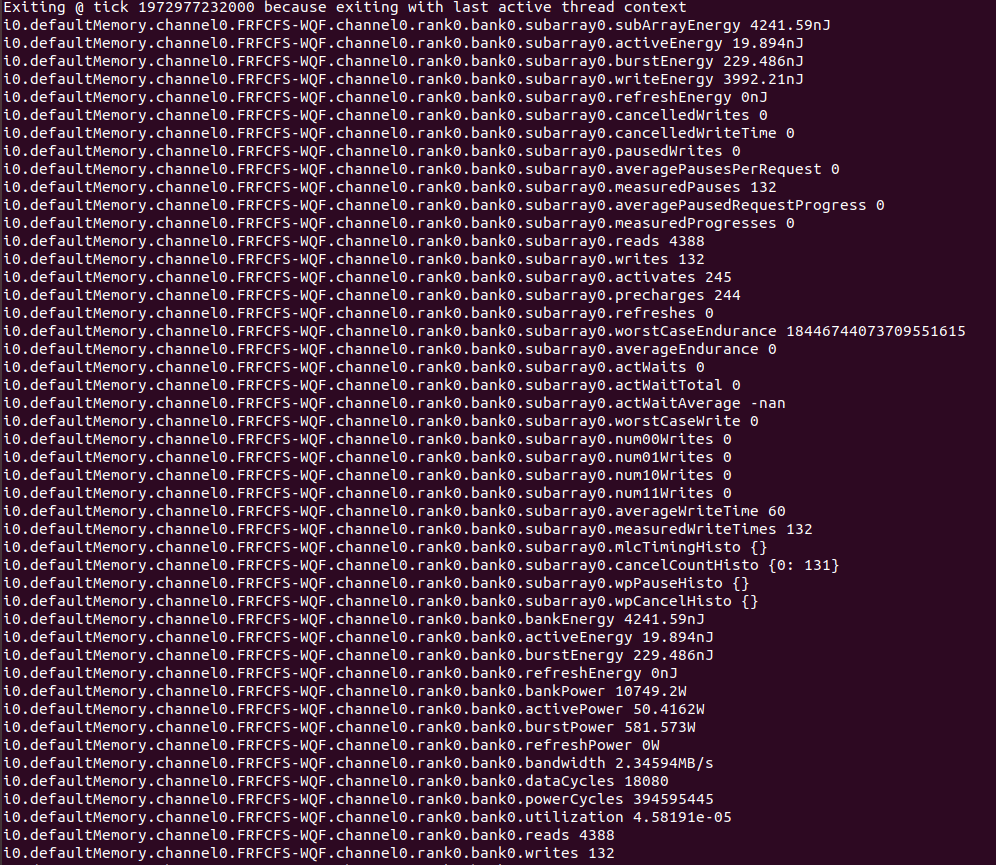 Exiting @ tick 1972977232000 because exiting with last active thread context
i0.defaultMemory.channel0.FRFCFS-WQF.channel0.rank0.bank0.subarray0.subArrayEnergy 4241.59nJ
i0.defaultMemory.channel0.FRFCFS-WQF.channel0.rank0.bank0.subarray0.activeEnergy 19.894nJ
i0.defaultMemory.channel0.FRFCFS-WQF.channel0.rank0.bank0.subarray0.burstEnergy 229.486nJ
i0.defaultMemory.channel0.FRFCFS-WQF.channel0.rank0.bank0.subarray0.writeEnergy 3992.21nJ
i0.defaultMemory.channel0.FRFCFS-WQF.channel0.rank0.bank0.subarray0.refreshEnergy 0nJ
i0.defaultMemory.channel0.FRFCFS-WQF.channel0.rank0.bank0.subarray0.cancelledWrites 0
i0.defaultMemory.channel0.FRFCFS-WQF.channel0.rank0.bank0.subarray0.cancelledWriteTime 0
i0.defaultMemory.channel0.FRFCFS-WQF.channel0.rank0.bank0.subarray0.pausedWrites 0
i0.defaultMemory.channel0.FRFCFS-WQF.channel0.rank0.bank0.subarray0.averagePausesPerRequest 0
i0.defaultMemory.channel0.FRFCFS-WQF.channel0.rank0.bank0.subarray0.measuredPauses 132
i0.defaultMemory.channel0.FRFCFS-WQF.channel0.rank0.bank0.subarray0.averagePausedRequestProgress 0
i0.defaultMemory.channel0.FRFCFS-WQF.channel0.rank0.bank0.subarray0.measuredProgresses 0
i0.defaultMemory.channel0.FRFCFS-WQF.channel0.rank0.bank0.subarray0.reads 4388
i0.defaultMemory.channel0.FRFCFS-WQF.channel0.rank0.bank0.subarray0.writes 132
i0.defaultMemory.channel0.FRFCFS-WQF.channel0.rank0.bank0.subarray0.activates 245
i0.defaultMemory.channel0.FRFCFS-WQF.channel0.rank0.bank0.subarray0.precharges 244
i0.defaultMemory.channel0.FRFCFS-WQF.channel0.rank0.bank0.subarray0.refreshes 0
i0.defaultMemory.channel0.FRFCFS-WQF.channel0.rank0.bank0.subarray0.worstCaseEndurance 18446744073709551615
i0.defaultMemory.channel0.FRFCFS-WQF.channel0.rank0.bank0.subarray0.averageEndurance 0
i0.defaultMemory.channel0.FRFCFS-WQF.channel0.rank0.bank0.subarray0.actWaits 0
i0.defaultMemory.channel0.FRFCFS-WQF.channel0.rank0.bank0.subarray0.actWaitTotal 0
i0.defaultMemory.channel0.FRFCFS-WQF.channel0.rank0.bank0.subarray0.actWaitAverage -nan
i0.defaultMemory.channel0.FRFCFS-WQF.channel0.rank0.bank0.subarray0.worstCaseWrite 0
i0.defaultMemory.channel0.FRFCFS-WQF.channel0.rank0.bank0.subarray0.num00Writes 0
i0.defaultMemory.channel0.FRFCFS-WQF.channel0.rank0.bank0.subarray0.num01Writes 0
i0.defaultMemory.channel0.FRFCFS-WQF.channel0.rank0.bank0.subarray0.num10Writes 0
i0.defaultMemory.channel0.FRFCFS-WQF.channel0.rank0.bank0.subarray0.num11Writes 0
i0.defaultMemory.channel0.FRFCFS-WQF.channel0.rank0.bank0.subarray0.averageWriteTime 60
i0.defaultMemory.channel0.FRFCFS-WQF.channel0.rank0.bank0.subarray0.measuredWriteTimes 132
i0.defaultMemory.channel0.FRFCFS-WQF.channel0.rank0.bank0.subarray0.mlcTimingHisto {}
i0.defaultMemory.channel0.FRFCFS-WQF.channel0.rank0.bank0.subarray0.cancelCountHisto {0: 131}
i0.defaultMemory.channel0.FRFCFS-WQF.channel0.rank0.bank0.subarray0.wpPauseHisto {}
i0.defaultMemory.channel0.FRFCFS-WQF.channel0.rank0.bank0.subarray0.wpCancelHisto {}
i0.defaultMemory.channel0.FRFCFS-WQF.channel0.rank0.bank0.bankEnergy 4241.59nJ
i0.defaultMemory.channel0.FRFCFS-WQF.channel0.rank0.bank0.activeEnergy 19.894nJ
i0.defaultMemory.channel0.FRFCFS-WQF.channel0.rank0.bank0.burstEnergy 229.486nJ
i0.defaultMemory.channel0.FRFCFS-WQF.channel0.rank0.bank0.refreshEnergy 0nJ
i0.defaultMemory.channel0.FRFCFS-WQF.channel0.rank0.bank0.bankPower 10749.2W
i0.defaultMemory.channel0.FRFCFS-WQF.channel0.rank0.bank0.activePower 50.4162W
i0.defaultMemory.channel0.FRFCFS-WQF.channel0.rank0.bank0.burstPower 581.573W
i0.defaultMemory.channel0.FRFCFS-WQF.channel0.rank0.bank0.refreshPower 0W
i0.defaultMemory.channel0.FRFCFS-WQF.channel0.rank0.bank0.bandwidth 2.34594MB/s
i0.defaultMemory.channel0.FRFCFS-WQF.channel0.rank0.bank0.dataCycles 18080
i0.defaultMemory.channel0.FRFCFS-WQF.channel0.rank0.bank0.powerCycles 394595445
i0.defaultMemory.channel0.FRFCFS-WQF.channel0.rank0.bank0.utilization 4.58191e-05
i0.defaultMemory.channel0.FRFCFS-WQF.channel0.rank0.bank0.reads 4388
i0.defaultMemory.channel0.FRFCFS-WQF.channel0.rank0.bank0.writes 132